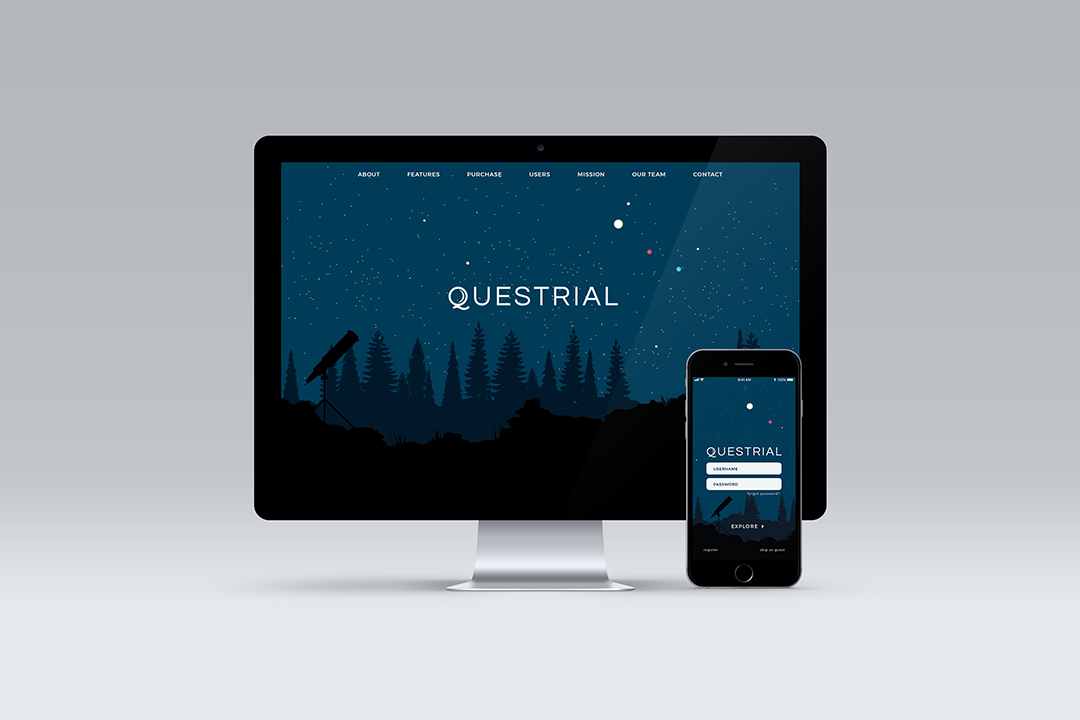 ABOUT FEATURES PURCHASE USERS MISSION OUR TEAM CONTACT
QUESTRIAL
9:41 AM 100%
QUESTRIAL
USERNAME
PASSWORD
forgot password?
EXPLORE >
register skip as guest